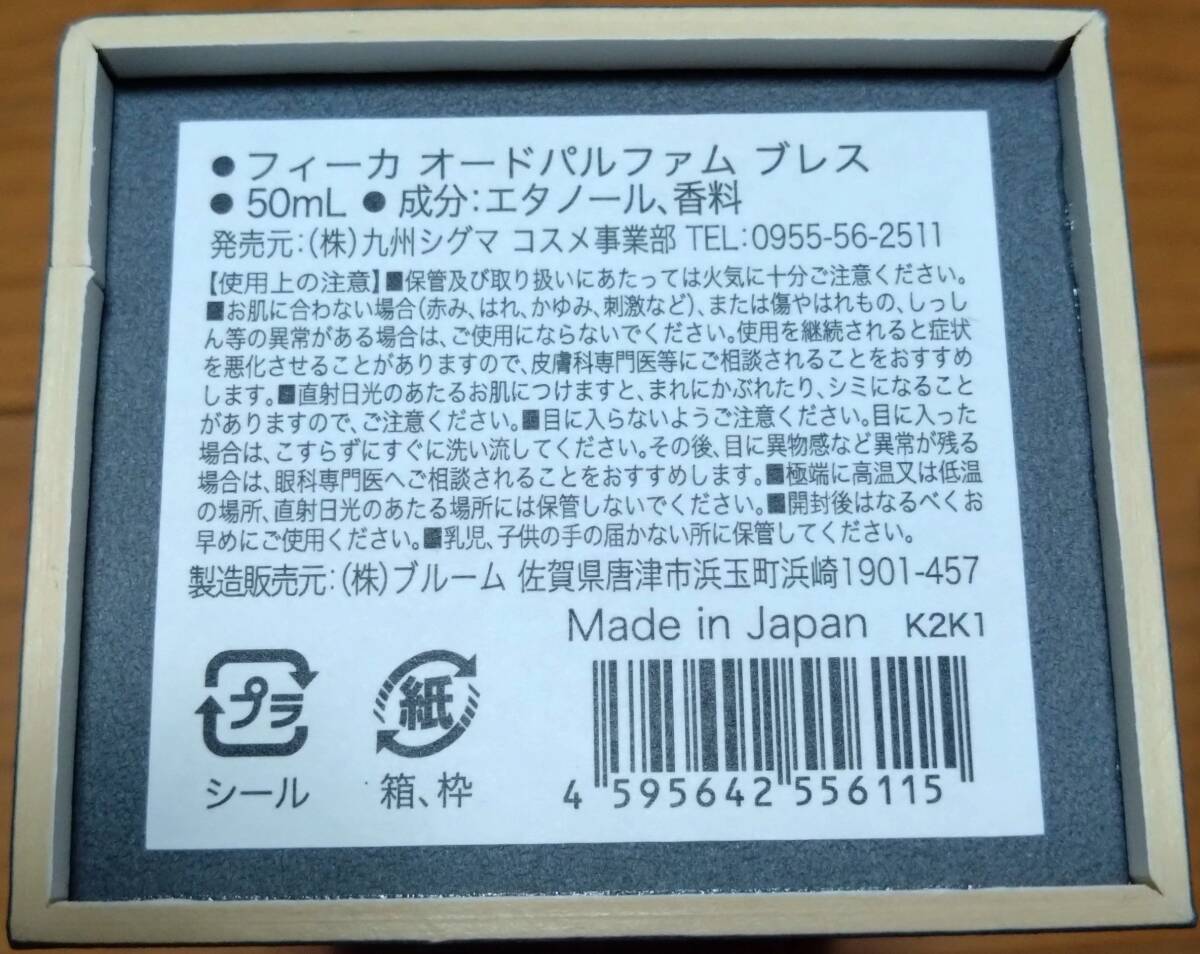 ● フィーカ オードパルファム ブレス
● 50mL ● 成分：エタノール、香料
発売元：(株)九州シグマ コスメ事業部 TEL：0955-56-2511
【使用上の注意】■保管及び取り扱いにあたっては火気に十分ご注意ください。
■お肌に合わない場合(赤み、はれ、かゆみ、刺激など)、または傷やはれもの、しっし
ん等の異常がある場合は、ご使用にならないでください。使用を継続されると症状
を悪化させることがありますので、皮膚科専門医等にご相談されることをおすすめ
します。■直射日光のあたるお肌につけますと、まれにかぶれたり、シミになること
がありますので、ご注意ください。■目に入らないようご注意ください。目に入った
場合は、こすらずにすぐに洗い流してください。その後、目に異物感など異常が残る
場合は、眼科専門医へご相談されることをおすすめします。■極端に高温又は低温
の場所、直射日光のあたる場所には保管しないでください。■開封後はなるべくお
早めにご使用ください。■乳児、子供の手の届かない所に保管してください。
製造販売元：(株)ブルーム 佐賀県唐津市浜玉町浜崎1901-457
Made in Japan K2K1
プラ 紙
シール 箱、枠
4 595642 556115